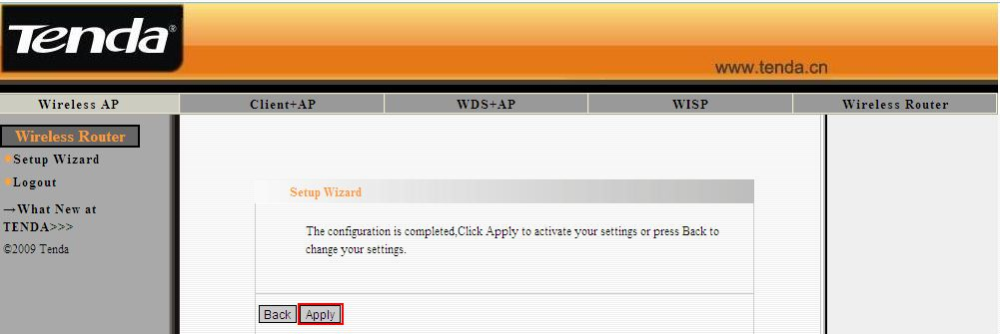 Tenda®
www.tenda.cn
Wireless AP
Client+AP
WDS+AP
WISP
Wireless Router
Wireless Router
Setup Wizard
Logout
→What New at
TENDA>>>
©2009 Tenda
Setup Wizard
The configuration is completed,Click Apply to activate your settings or press Back to
change your settings.
Back
Apply